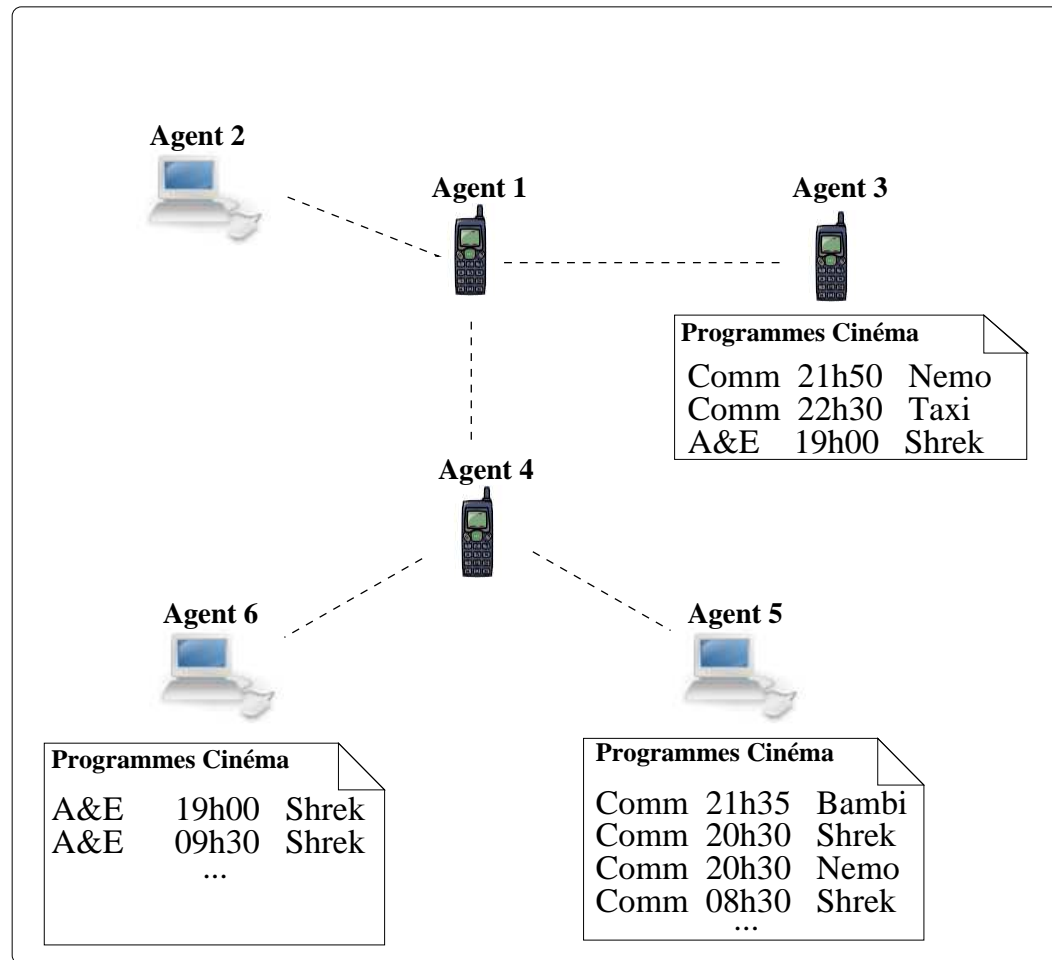 Agent 2
Agent 1
Agent 3
Programmes Cinéma
Comm 21h50 Nemo
Comm 22h30 Taxi
A&E 19h00 Shrek
Agent 4
Agent 6
Agent 5
Programmes Cinéma
A&E 19h00 Shrek
A&E 09h30 Shrek
...
Programmes Cinéma
Comm 21h35 Bambi
Comm 20h30 Shrek
Comm 20h30 Nemo
Comm 08h30 Shrek
...